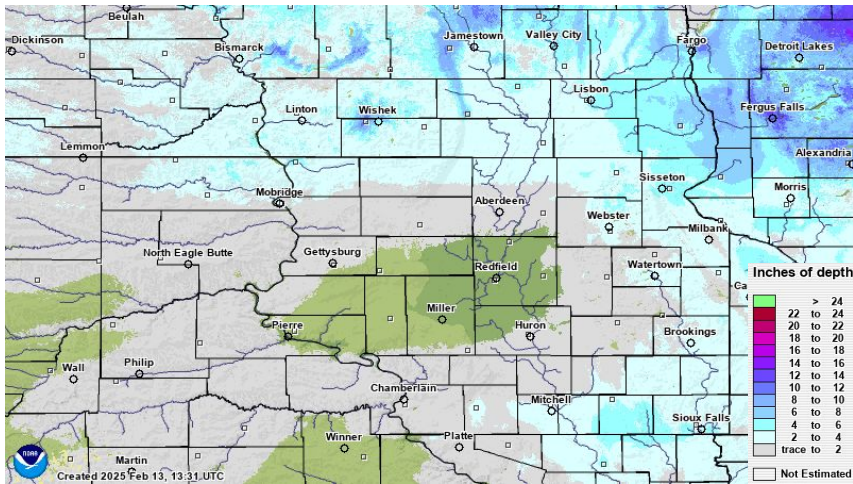 Beulah
Dickinson
Bismarck
Jamestown
Valley City
Fargo
Detroit Lakes
Linton
Wishek
Lisbon
Fergus Falls
Lemmon
Alexandria
Sisseton
Mobridge
Aberdeen
Morris
Webster
Milbank
North Eagle Butte
Gettysburg
Redfield
Watertown
Miller
Pierre
Huron
Brookings
Wall
Philip
Chamberlain
Mitchell
Sioux Falls
Winner
Platte
Martin
Inches of depth
> 24
22 to 24
20 to 22
18 to 20
16 to 18
14 to 16
12 to 14
10 to 12
8 to 10
6 to 8
4 to 6
2 to 4
trace to 2
Not Estimated
NOAA
Created 2025 Feb 13, 13:31 UTC